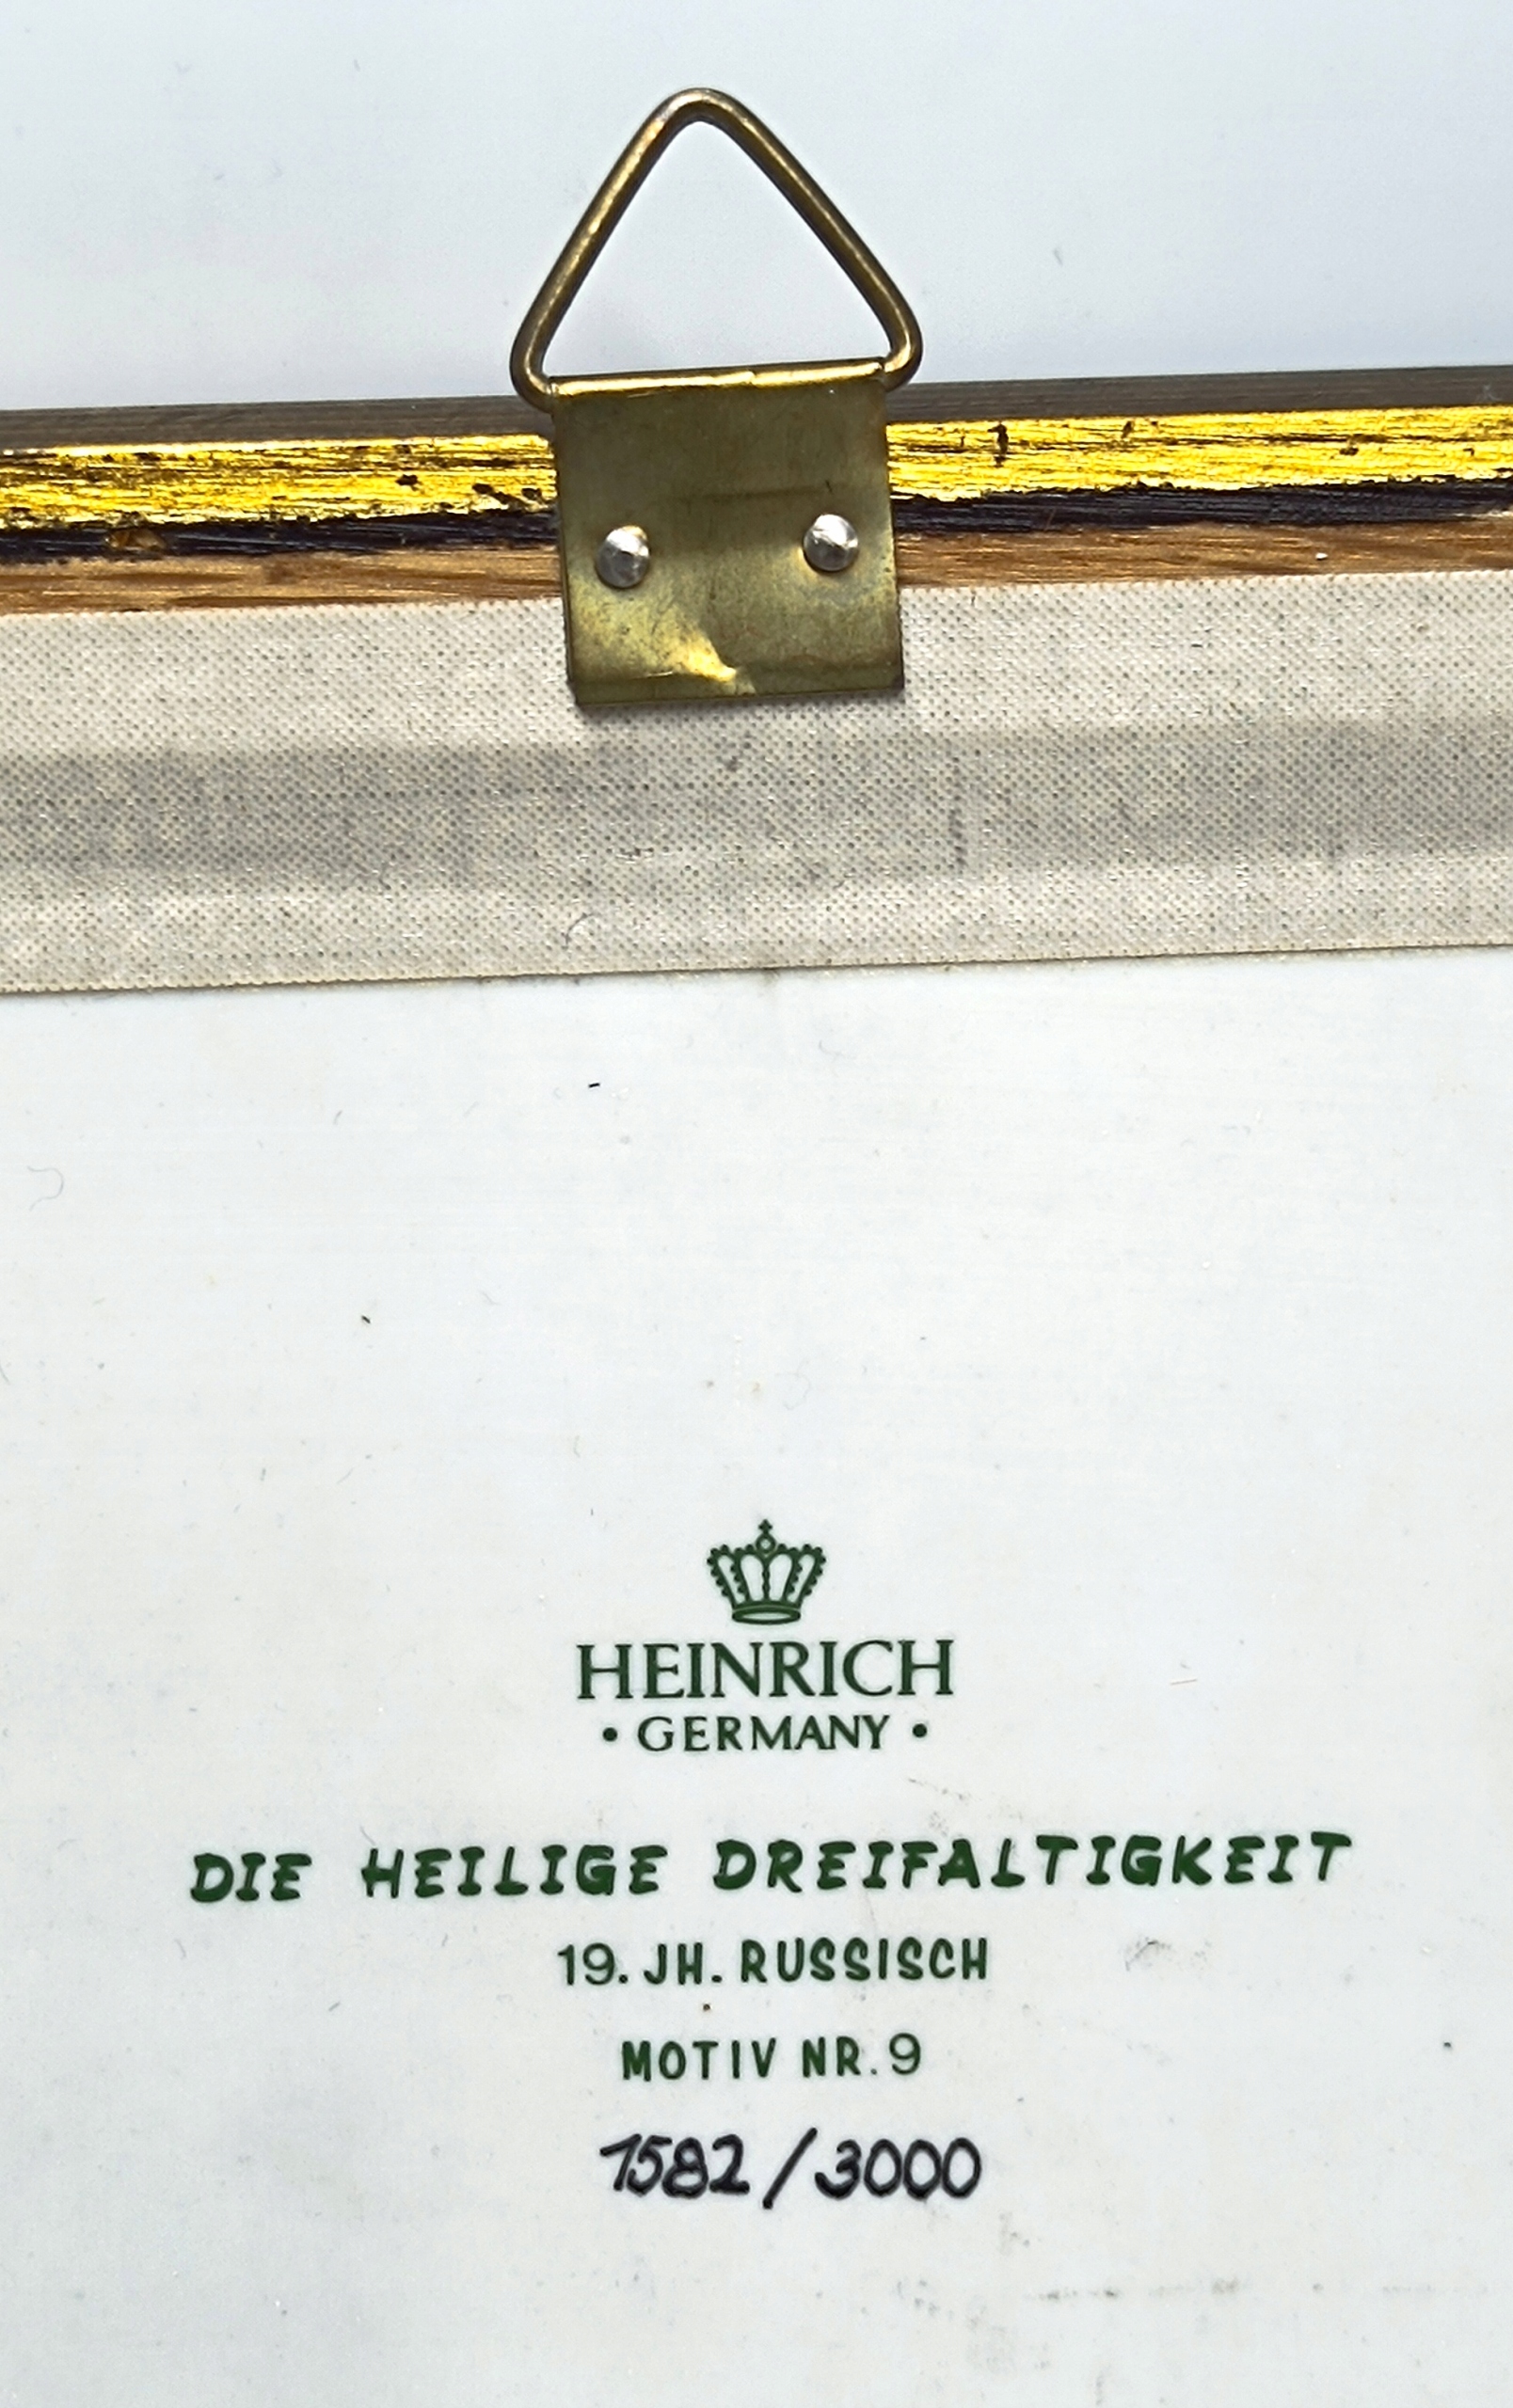 HEINRICH
• GERMANY •
DIE HEILIGE DREIFALTIGKEIT
19. JH. RUSSISCH
MOTIV NR. 9
1582/3000